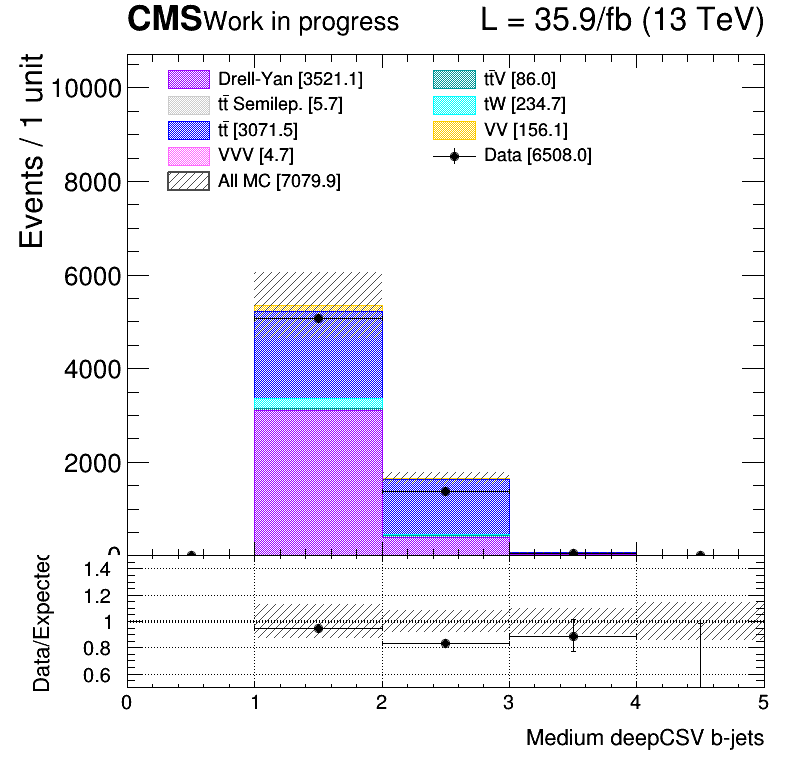 CMS Work in progress L = 35.9/fb (13 TeV)
Events / 1 unit
10000
8000
6000
4000
2000
0
Drell-Yan [3521.1]
tt̄ Semilep. [5.7]
tt̄ [3071.5]
VVV [4.7]
All MC [7079.9]
tt̄V [86.0]
tW [234.7]
VV [156.1]
Data [6508.0]
Data/Expected
1.4
1.2
1
0.8
0.6
0 1 2 3 4 5
Medium deepCSV b-jets